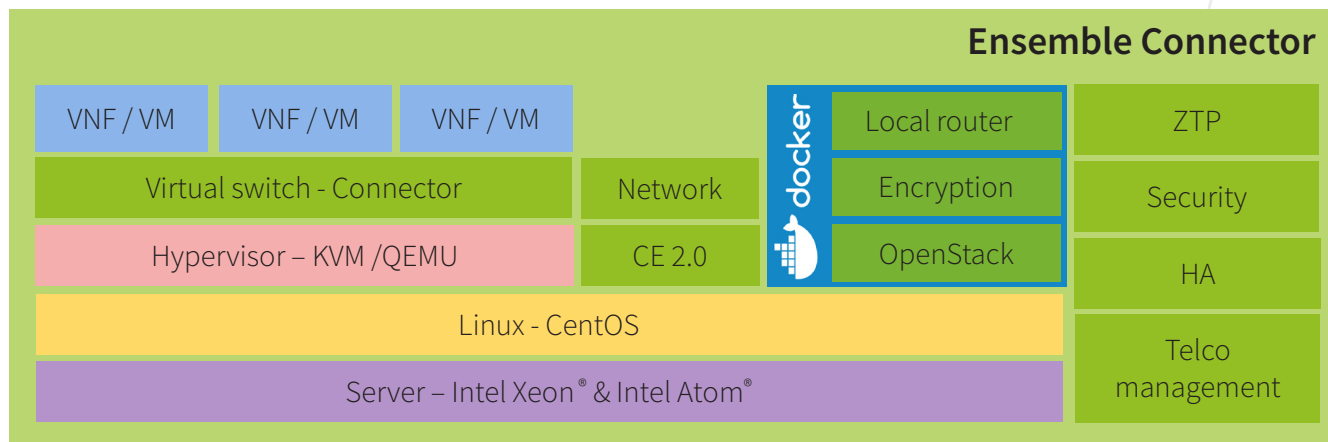 Ensemble Connector
VNF / VM
VNF / VM
VNF / VM
Virtual switch - Connector
Hypervisor – KVM /QEMU
Network
CE 2.0
docker
Local router
Encryption
OpenStack
ZTP
Security
HA
Telco
management
Linux - CentOS
Server – Intel Xeon® & Intel Atom®